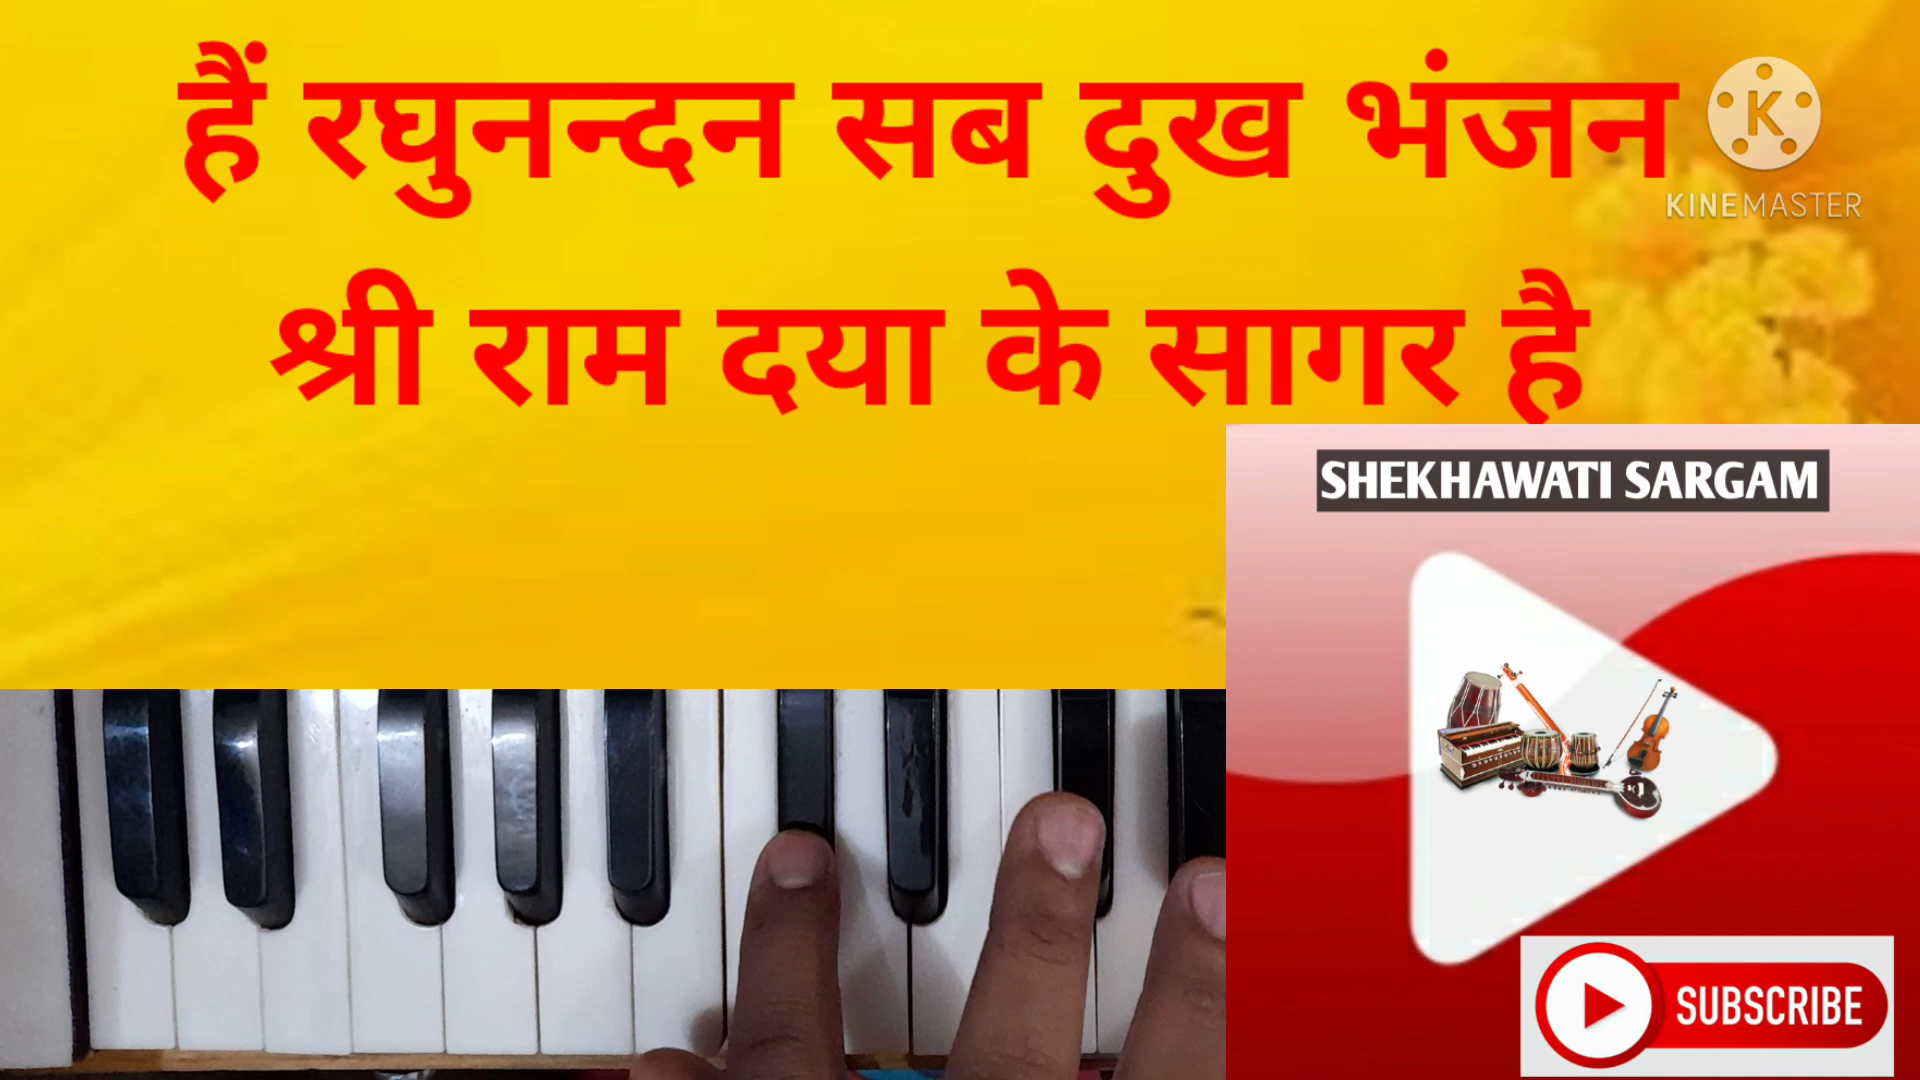 हैं रघुनन्दन सब दुख भंजन
K
KINEMASTER
श्री राम दया के सागर है
SHEKHAWATI SARGAM
SUBSCRIBE